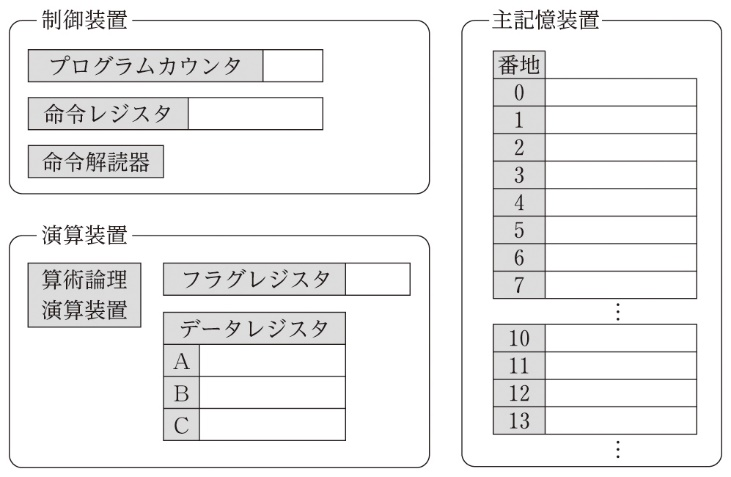 制御装置
プログラムカウンタ
命令レジスタ
命令解読器
演算装置
算術論理
演算装置
フラグレジスタ
データレジスタ
A
B
C
主記憶装置
番地
0
1
2
3
4
5
6
7
⋮
10
11
12
13
⋮